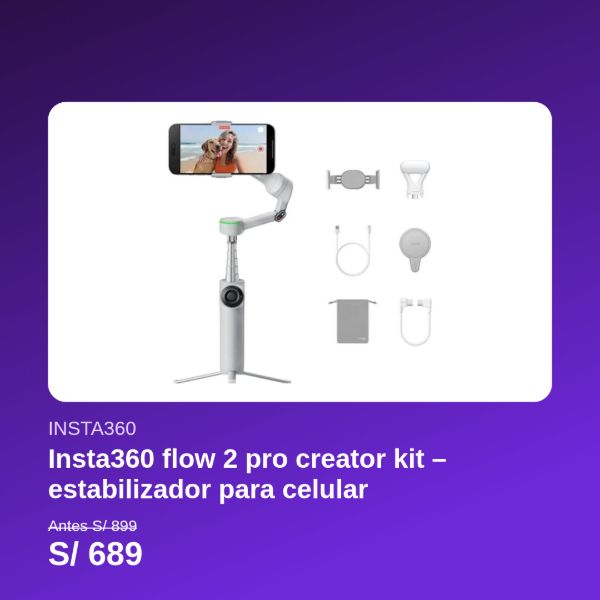 INSTA360
Insta360 flow 2 pro creator kit –
estabilizador para celular
Antes S/ 899
S/ 689